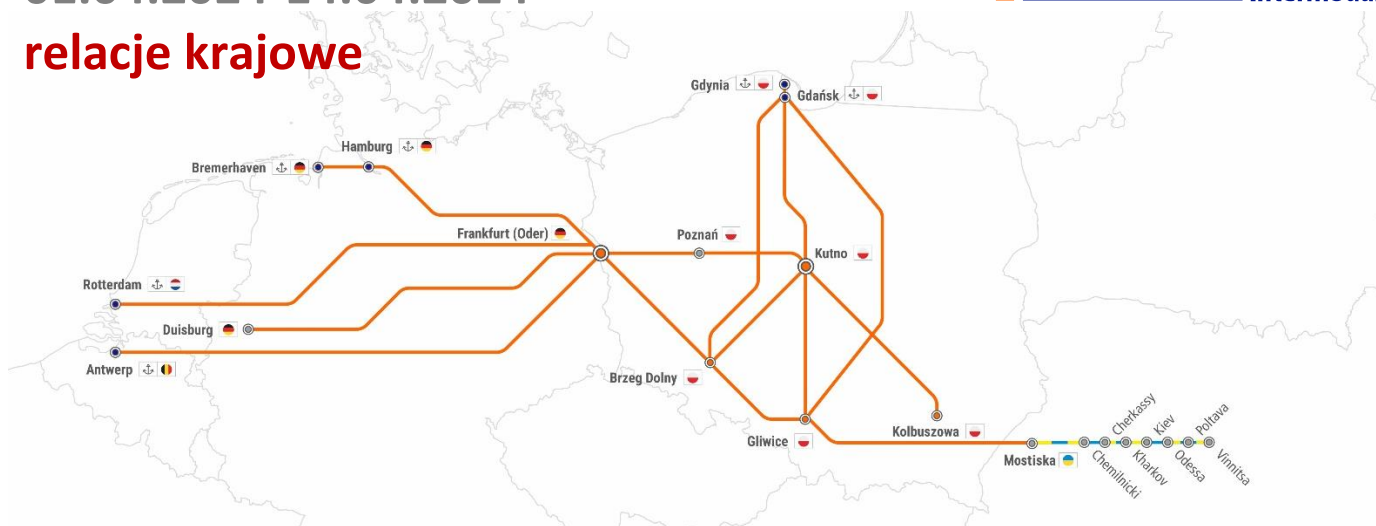 relacje krajowe
Gdynia
Gdańsk
Hamburg
Bremerhaven
Frankfurt (Oder)
Poznań
Kutno
Rotterdam
Duisburg
Antwerp
Brzeg Dolny
Gliwice
Kolbuszowa
Mostiska
Chemilnicki
Cherkassy
Kharkov
Kiev
Odessa
Poltava
Vinnitsa